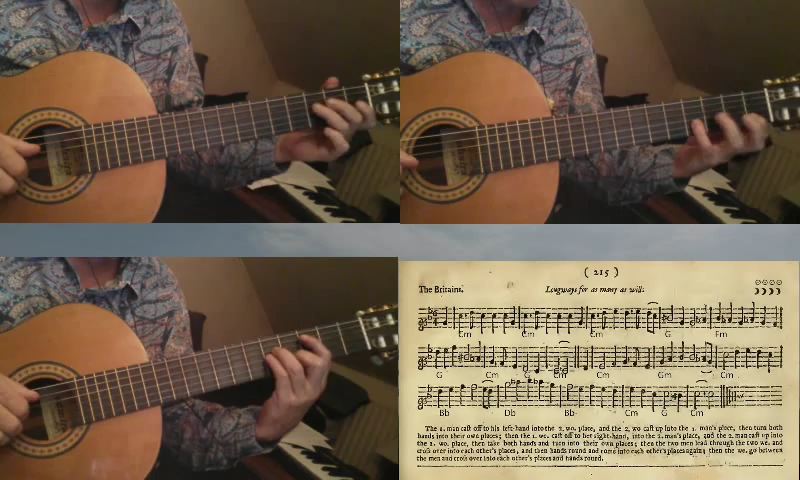 ( 215 )
The Britains. Longways for as many as will:
Cm Cm Cm G Fm
G Cm Cm Cm Gm Cm
Bb Db Bb- Cm G Cm
The 1. man cast off to his left-hand into the 2. wo. place, and the 2. wo cast up into the 1. man's place, then turn both
hands into their own places; then the 1. we. cast off to her right-hand, into the 2. man's place, and the 2. man cast up into
the 2. wo. place, then take both hands and turn into their own places; then the two men lead through the two we. and
cross over into each other's places, and then hands round and come into each other's places again; then the we. go between
the men and cross over into each other's places and hands round.